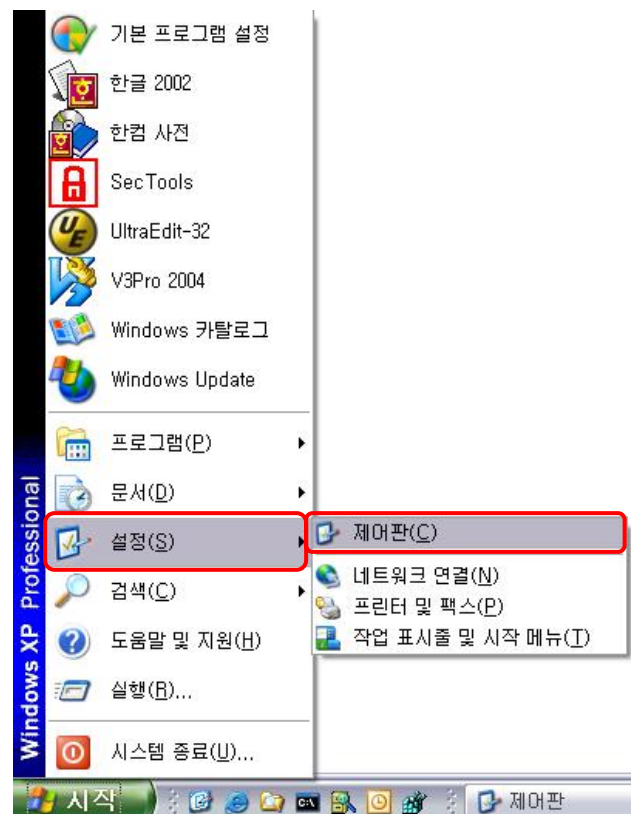 기본 프로그램 설정
한글 2002
한컴 사전
SecTools
UltraEdit-32
V3Pro 2004
Windows 카탈로그
Windows Update
프로그램(P)
문서(D)
설정(S)
검색(C)
도움말 및 지원(H)
실행(R)...
시스템 종료(U)...
제어판(C)
네트워크 연결(N)
프린터 및 팩스(P)
작업 표시줄 및 시작 메뉴(T)
Windows XP Professional
시작
제어판